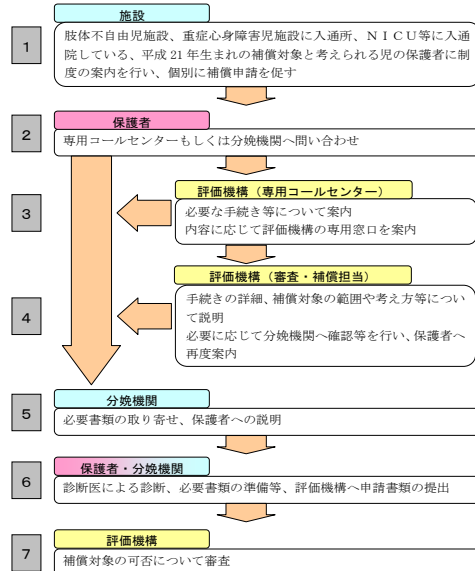 施設
1
肢体不自由児施設、重症心身障害児施設に入通所、ＮＩＣＵ等に入通
院している、平成 21 年生まれの補償対象と考えられる児の保護者に制
度の案内を行い、個別に補償申請を促す
保護者
2
専用コールセンターもしくは分娩機関へ問い合わせ
評価機構（専用コールセンター）
3
必要な手続き等について案内
内容に応じて評価機構の専用窓口を案内
評価機構（審査・補償担当）
4
手続きの詳細、補償対象の範囲や考え方等につい
て説明
必要に応じて分娩機関へ確認等を行い、保護者へ
再度案内
分娩機関
5
必要書類の取り寄せ、保護者への説明
保護者・分娩機関
6
診断医による診断、必要書類の準備等、評価機構へ申請書類の提出
評価機構
7
補償対象の可否について審査